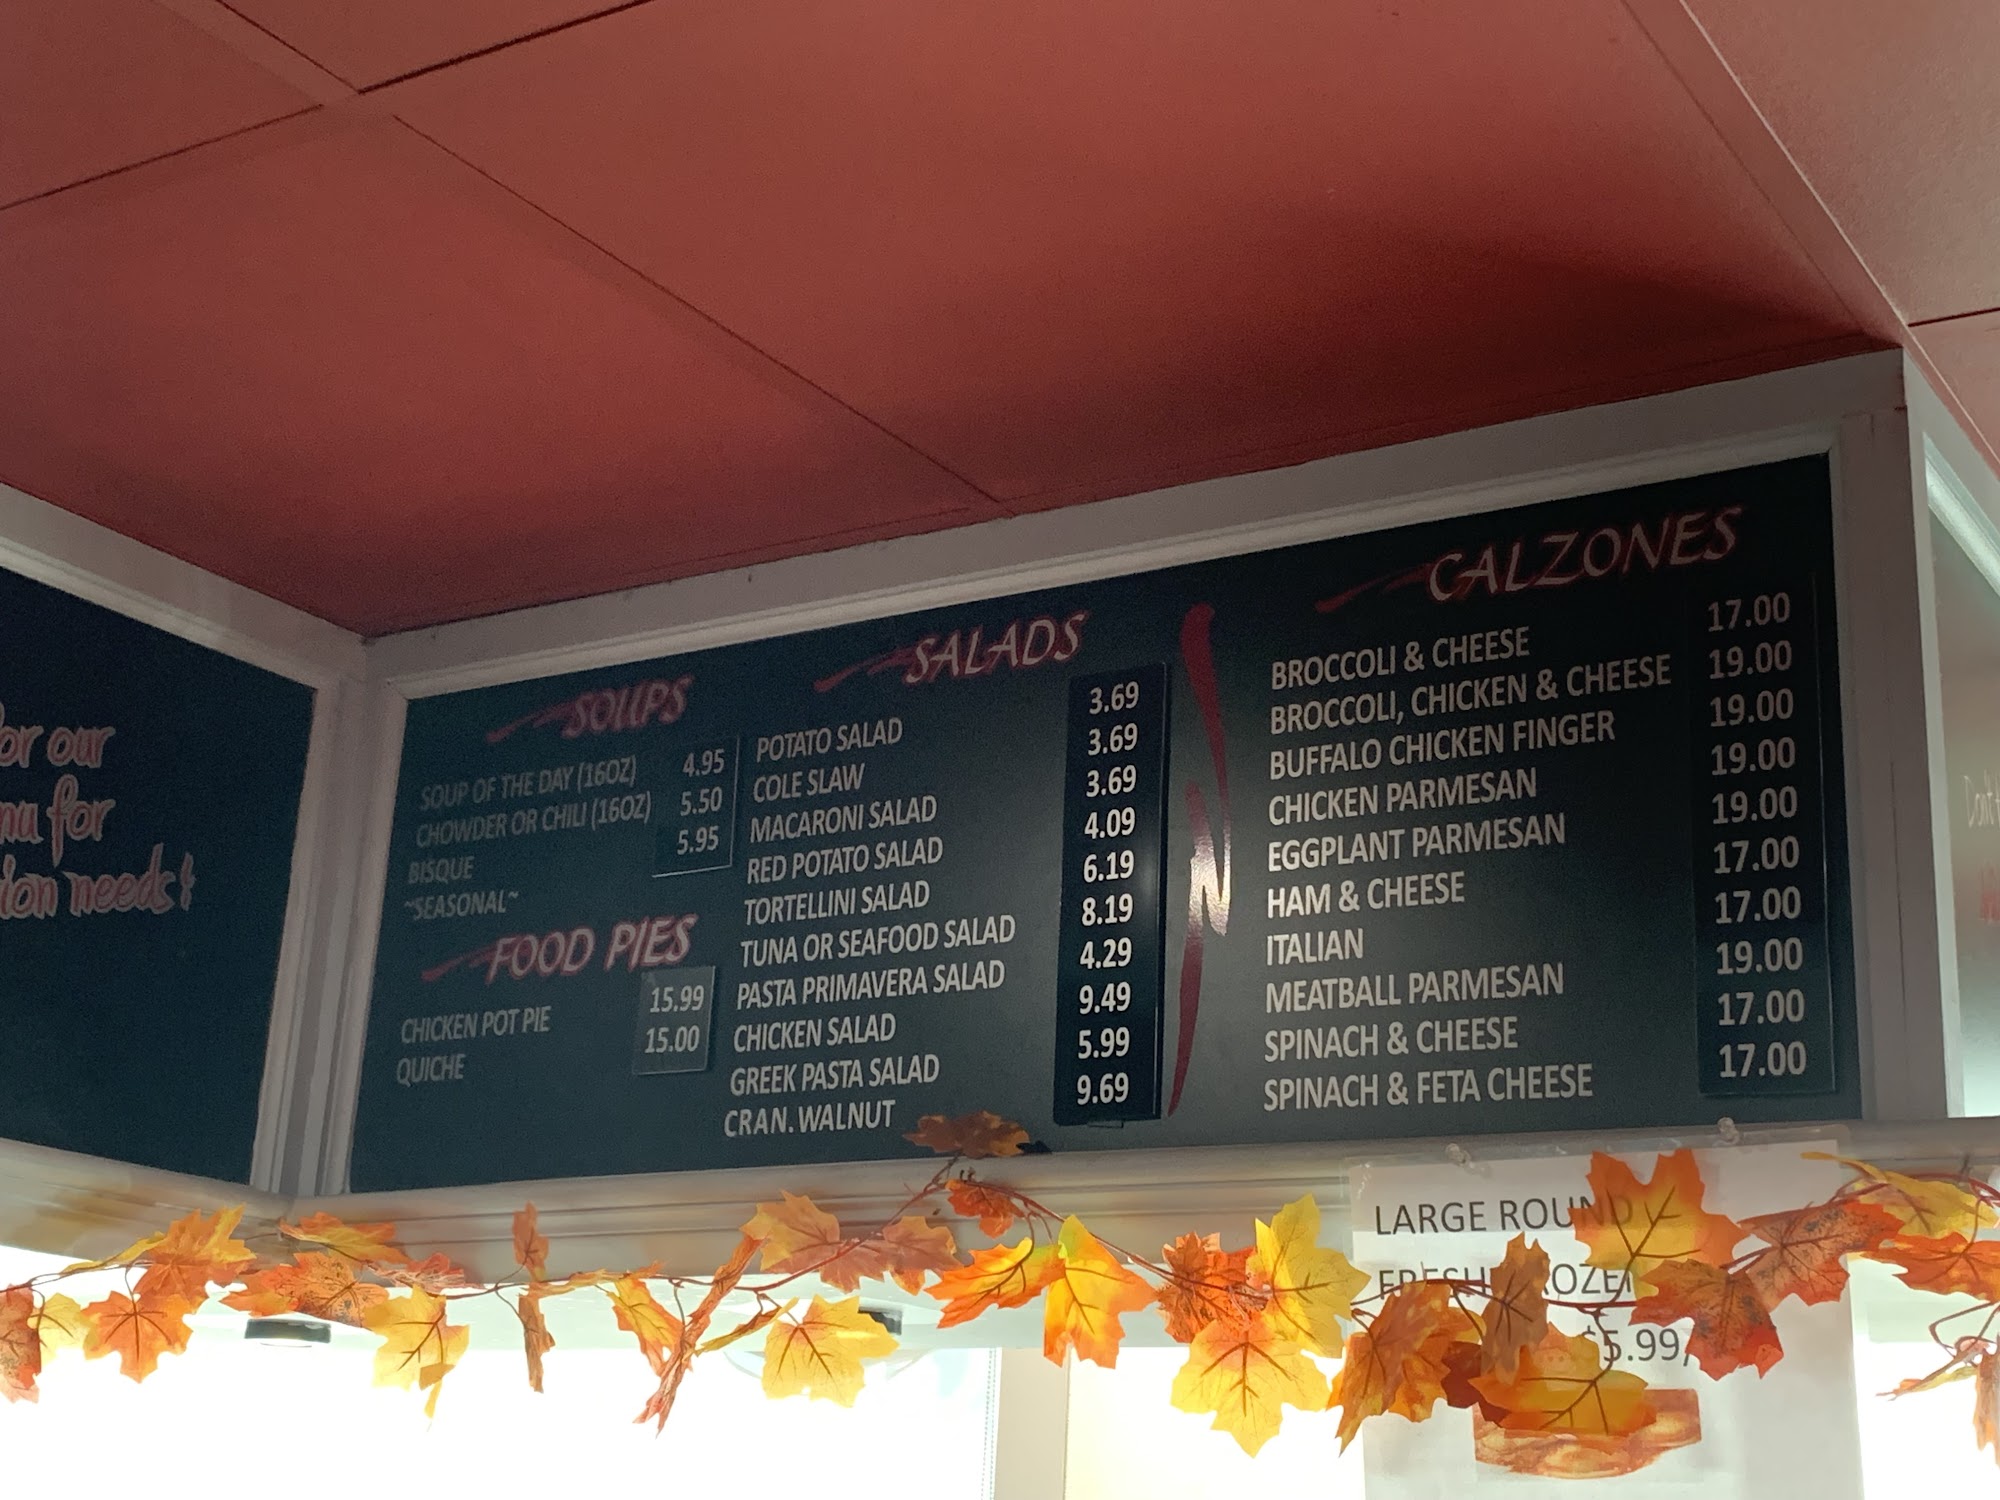 or our
nu for
ion needs!
SOUPS
SOUP OF THE DAY (16OZ) 4.95
CHOWDER OR CHILI (16OZ) 5.50
BISQUE 5.95
~SEASONAL~
FOOD PIES
CHICKEN POT PIE 15.99
QUICHE 15.00
SALADS
POTATO SALAD 3.69
COLE SLAW 3.69
MACARONI SALAD 3.69
RED POTATO SALAD 4.09
TORTELLINI SALAD 6.19
TUNA OR SEAFOOD SALAD 8.19
PASTA PRIMAVERA SALAD 4.29
CHICKEN SALAD 9.49
GREEK PASTA SALAD 5.99
CRAN. WALNUT 9.69
CALZONES
BROCCOLI & CHEESE 17.00
BROCCOLI, CHICKEN & CHEESE 19.00
BUFFALO CHICKEN FINGER 19.00
CHICKEN PARMESAN 19.00
EGGPLANT PARMESAN 19.00
HAM & CHEESE 17.00
ITALIAN 17.00
MEATBALL PARMESAN 19.00
SPINACH & CHEESE 17.00
SPINACH & FETA CHEESE 17.00
LARGE ROUND
$5.99
Don't